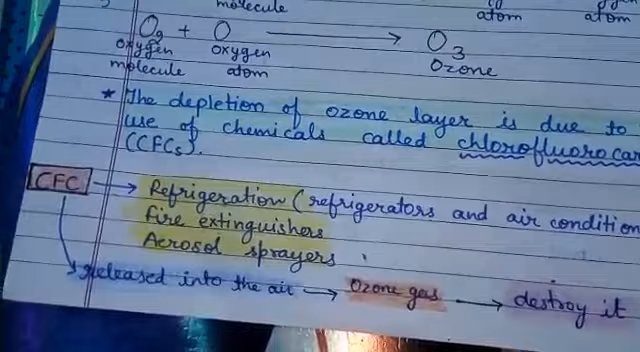 molecule
atom atom
O2 + O → O3
oxygen molecule oxygen atom Ozone
* The depletion of ozone layer is due to
use of chemicals called chlorofluorocar
(CFCs).
CFC → Refrigeration (refrigerators and air condition
Fire extinguishers
Aerosol sprayers
released into the air → Ozone gas → destroy it